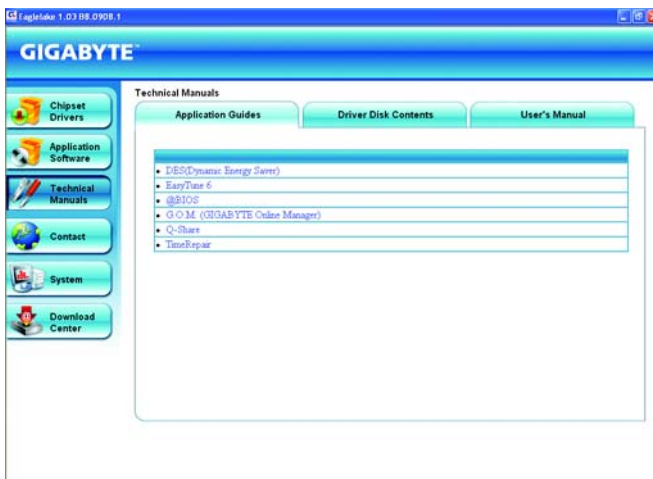 Eaglelake 1.03 B8.0908.1
GIGABYTE™
Chipset
Drivers
Application
Software
Technical
Manuals
Contact
System
Download
Center
Technical Manuals
Application Guides
Driver Disk Contents
User's Manual
• DES(Dynamic Energy Saver)
• EasyTune 6
• @BIOS
• G.O.M. (GIGABYTE Online Manager)
• Q-Share
• TimeRepair